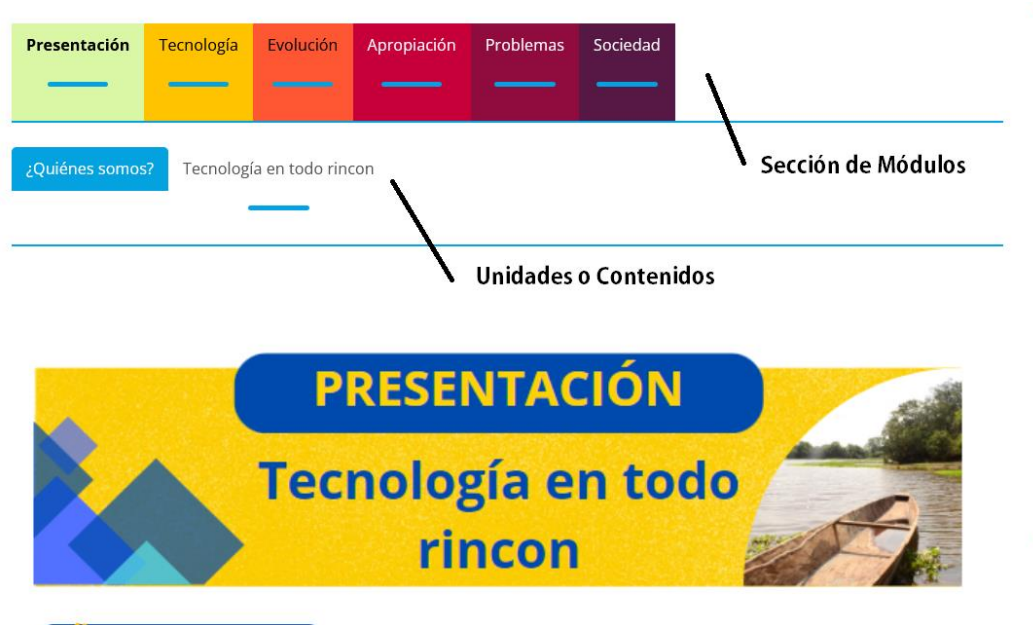 Presentación Tecnología Evolución Apropiación Problemas Sociedad
Sección de Módulos
¿Quiénes somos? Tecnología en todo rincon
Unidades o Contenidos
PRESENTACIÓN
Tecnología en todo
rincon